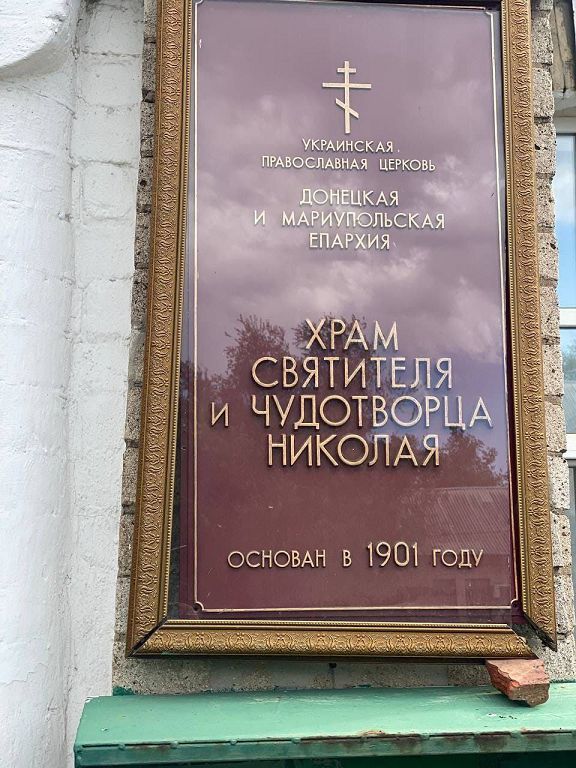 УКРАИНСКАЯ
ПРАВОСЛАВНАЯ ЦЕРКОВЬ
ДОНЕЦКАЯ
И МАРИУПОЛЬСКАЯ
ЕПАРХИЯ
ХРАМ
СВЯТИТЕЛЯ
И ЧУДОТВОРЦА
НИКОЛАЯ
ОСНОВАН В 1901 ГОДУ